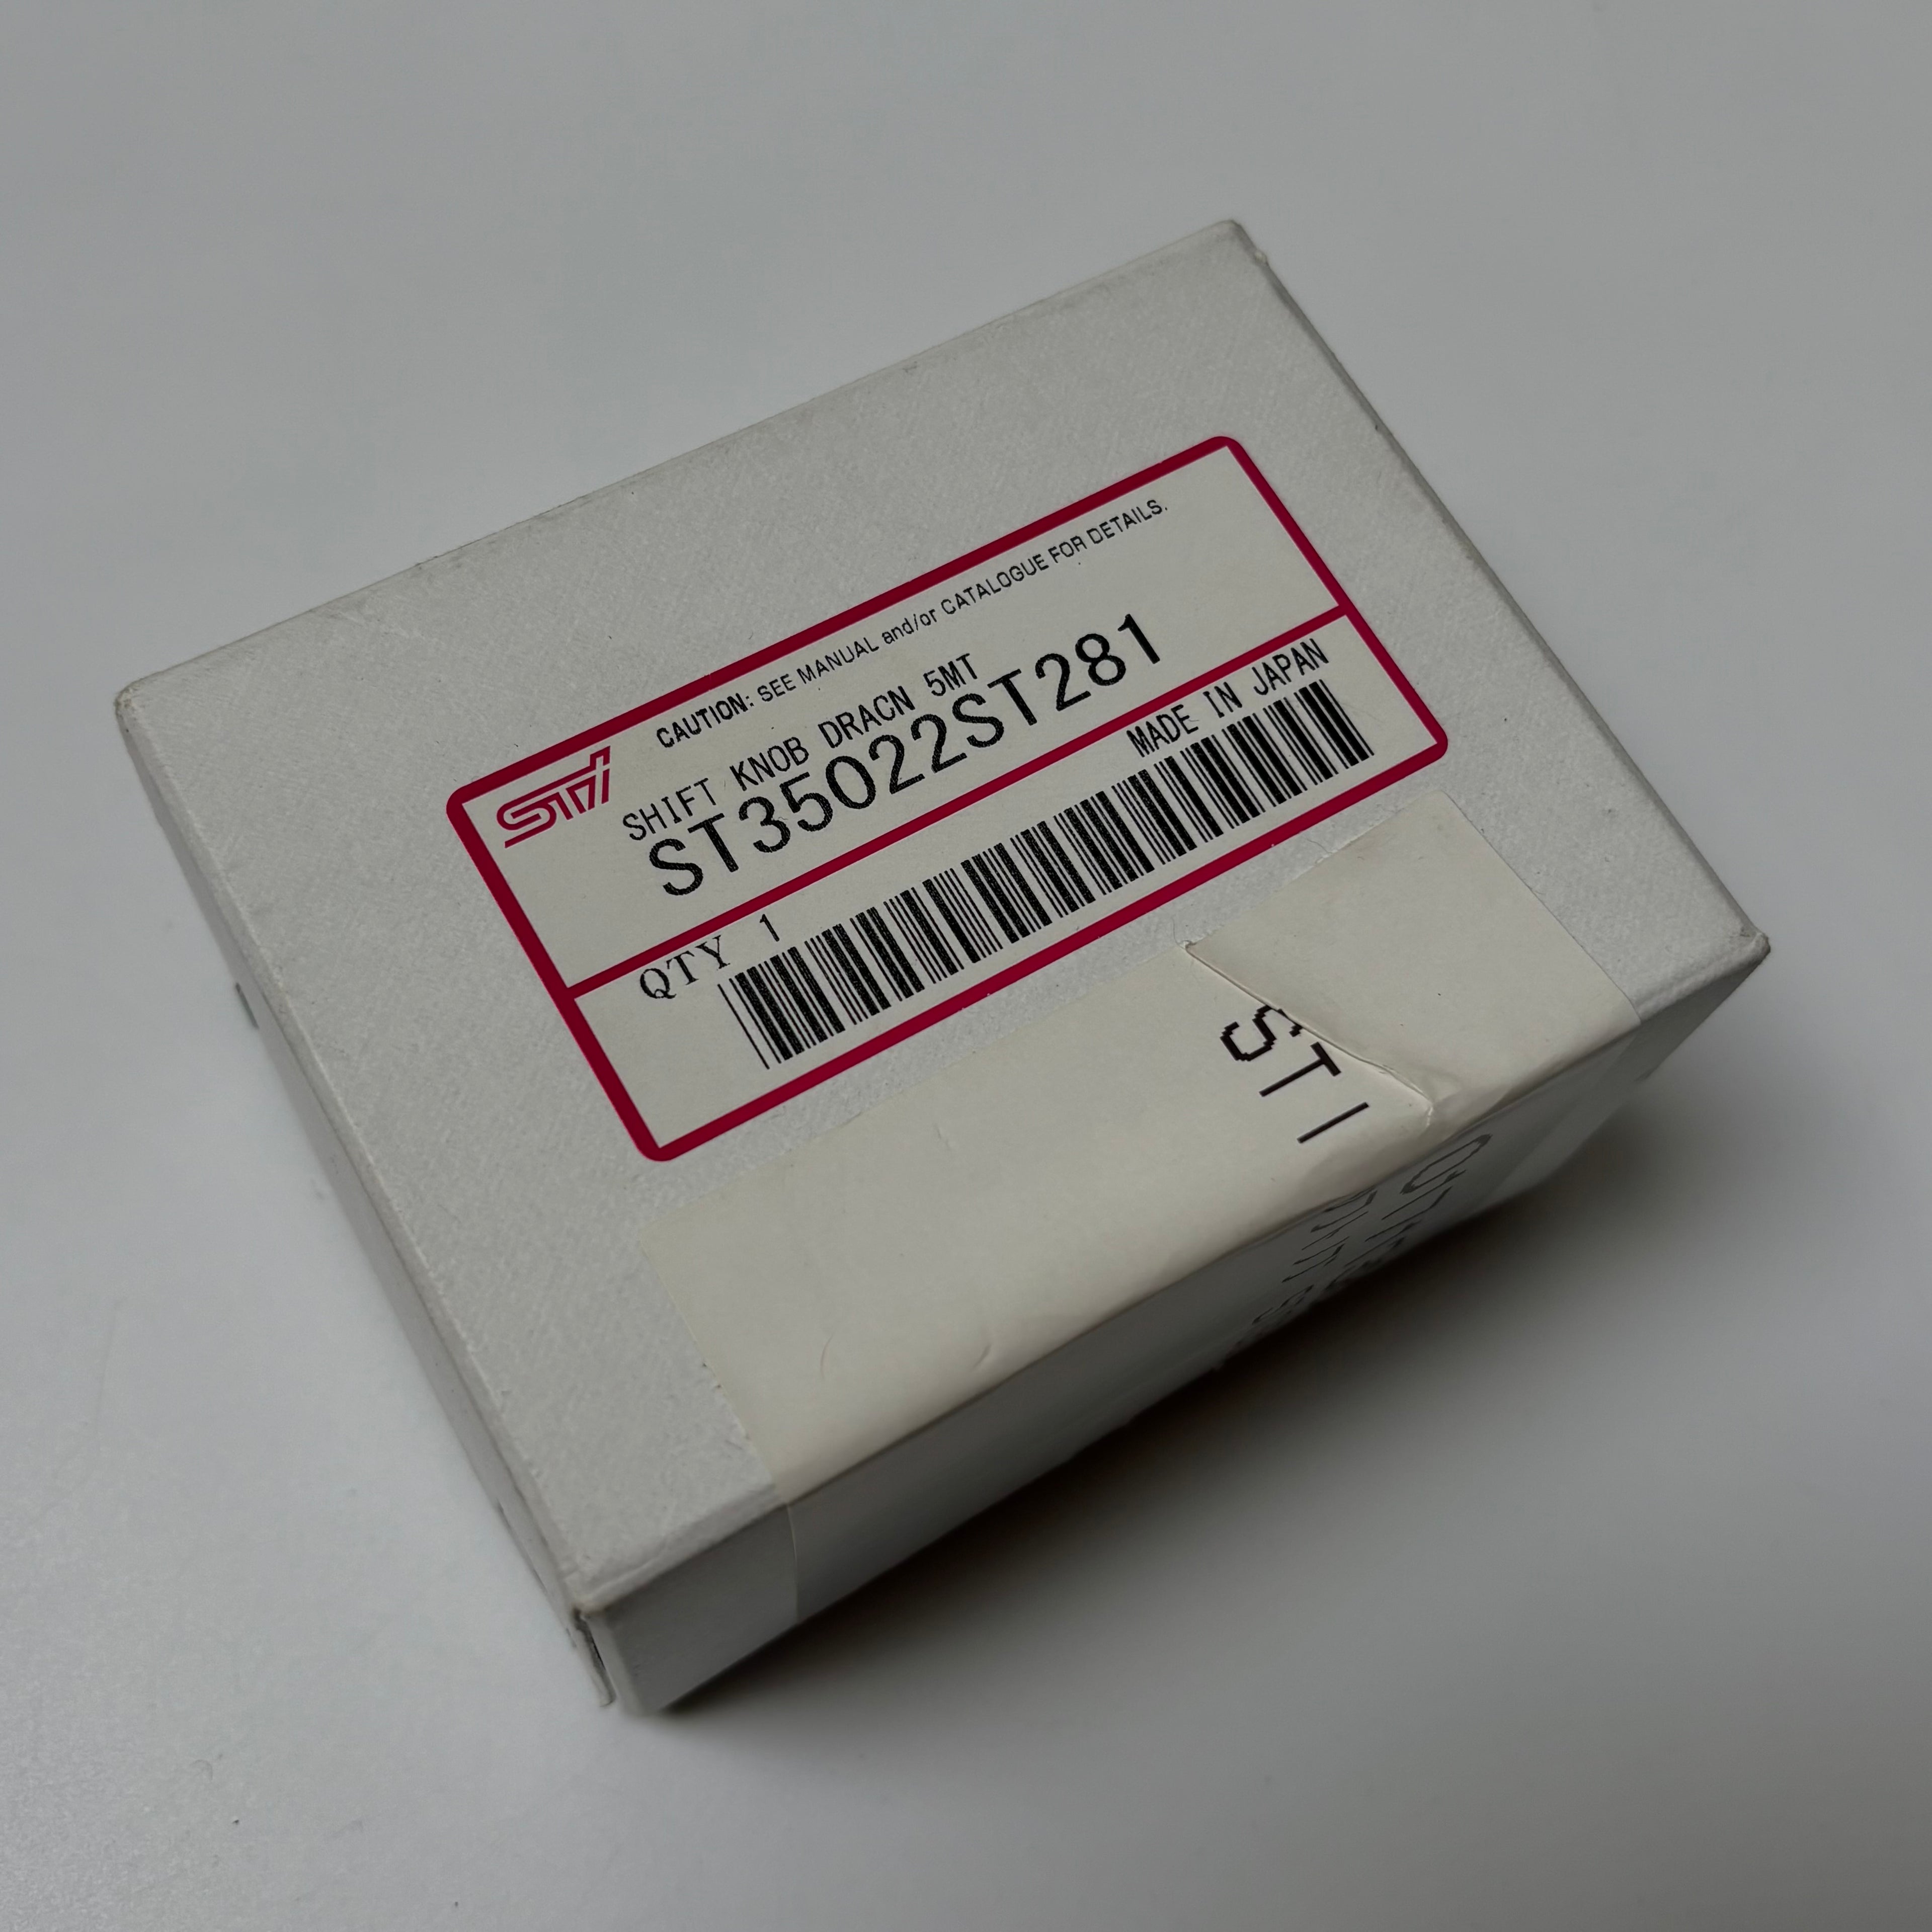 STi
CAUTION: SEE MANUAL and/or CATALOGUE FOR DETAILS.
SHIFT KNOB DRACN 5MT
ST35022ST281
QTY 1
MADE IN JAPAN
STI